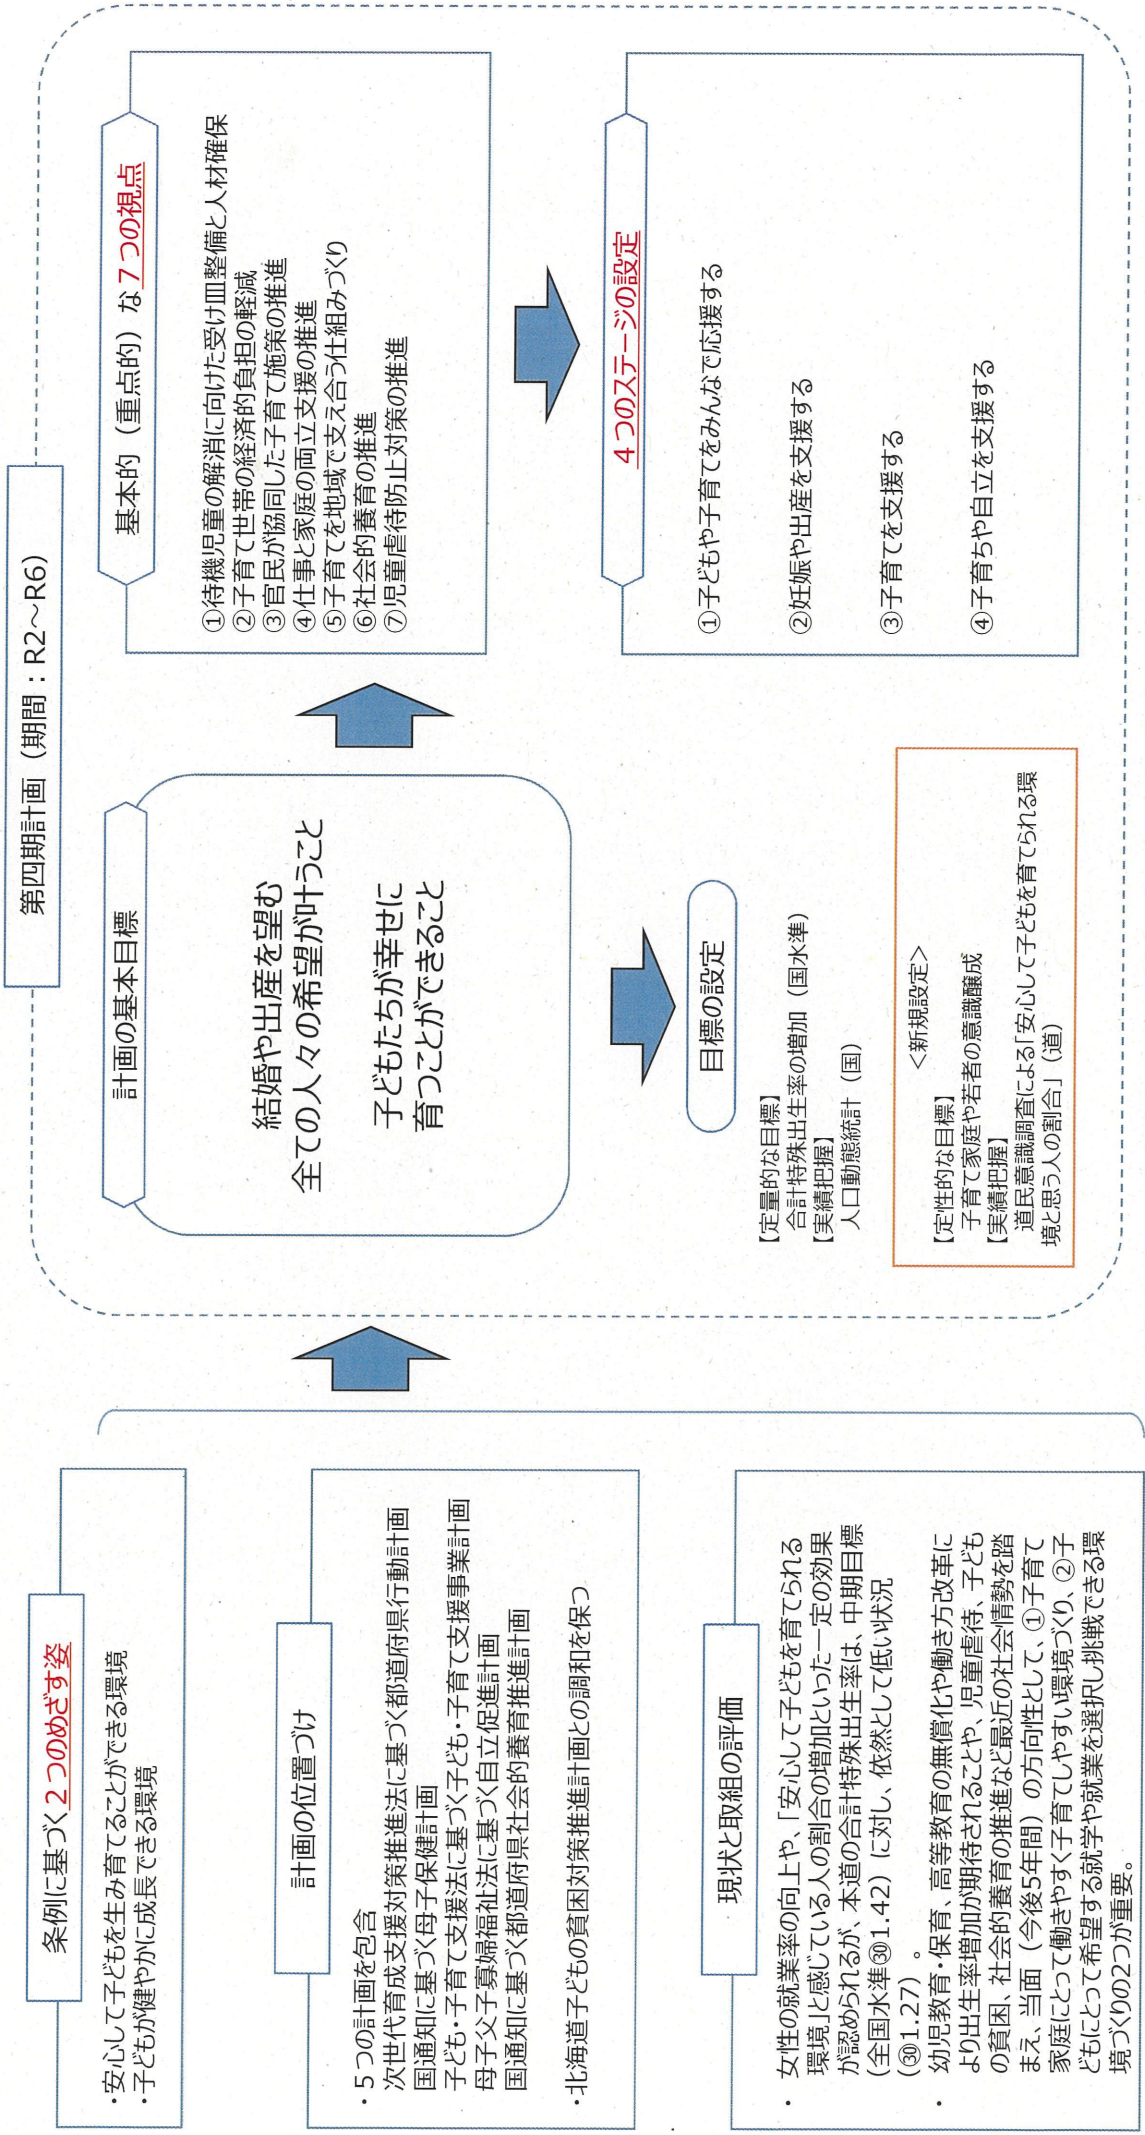 条例に基づく２つのめざす姿
・安心して子どもを生み育てることができる環境
・子どもが健やかに成長できる環境
計画の位置づけ
・５つの計画を包含
次世代育成支援対策推進法に基づく都道府県行動計画
国通知に基づく母子保健計画
子ども・子育て支援法に基づく子ども・子育て支援事業計画
母子父子寡婦福祉法に基づく自立促進計画
国通知に基づく都道府県社会的養育推進計画
・北海道子どもの貧困対策推進計画との調和を保つ
現状と取組の評価
・ 女性の就業率の向上や、「安心して子どもを育てられる
環境」と感じている人の割合の増加といった一定の効果
が認められるが、本道の合計特殊出生率は、中期目標
（全国水準㉚1.42）に対し、依然として低い状況
（㉚1.27）。
・ 幼児教育・保育、高等教育の無償化や働き方改革に
より出生率増加が期待されることや、児童虐待、子ども
の貧困、社会的養育の推進など最近の社会情勢を踏
まえ、当面（今後5年間）の方向性として、①子育て
家庭にとって働きやすく子育てしやすい環境づくり、②子
どもにとって希望する就学や就業を選択し挑戦できる環
境づくりの2つが重要。
第四期計画（期間：R2～R6）
計画の基本目標
結婚や出産を望む
全ての人々の希望が叶うこと
子どもたちが幸せに
育つことができること
目標の設定
【定量的な目標】
合計特殊出生率の増加（国水準）
【実績把握】
人口動態統計（国）
＜新規設定＞
【定性的な目標】
子育て家庭や若者の意識醸成
【実績把握】
道民意識調査による「安心して子どもを育てられる環
境と思う人の割合」（道）
基本的（重点的）な７つの視点
①待機児童の解消に向けた受け皿整備と人材確保
②子育て世帯の経済的負担の軽減
③官民が協同した子育て施策の推進
④仕事と家庭の両立支援の推進
⑤子育てを地域で支え合う仕組みづくり
⑥社会的養育の推進
⑦児童虐待防止対策の推進
４つのステージの設定
①子どもや子育てをみんなで応援する
②妊娠や出産を支援する
③子育てを支援する
④子育ちや自立を支援する